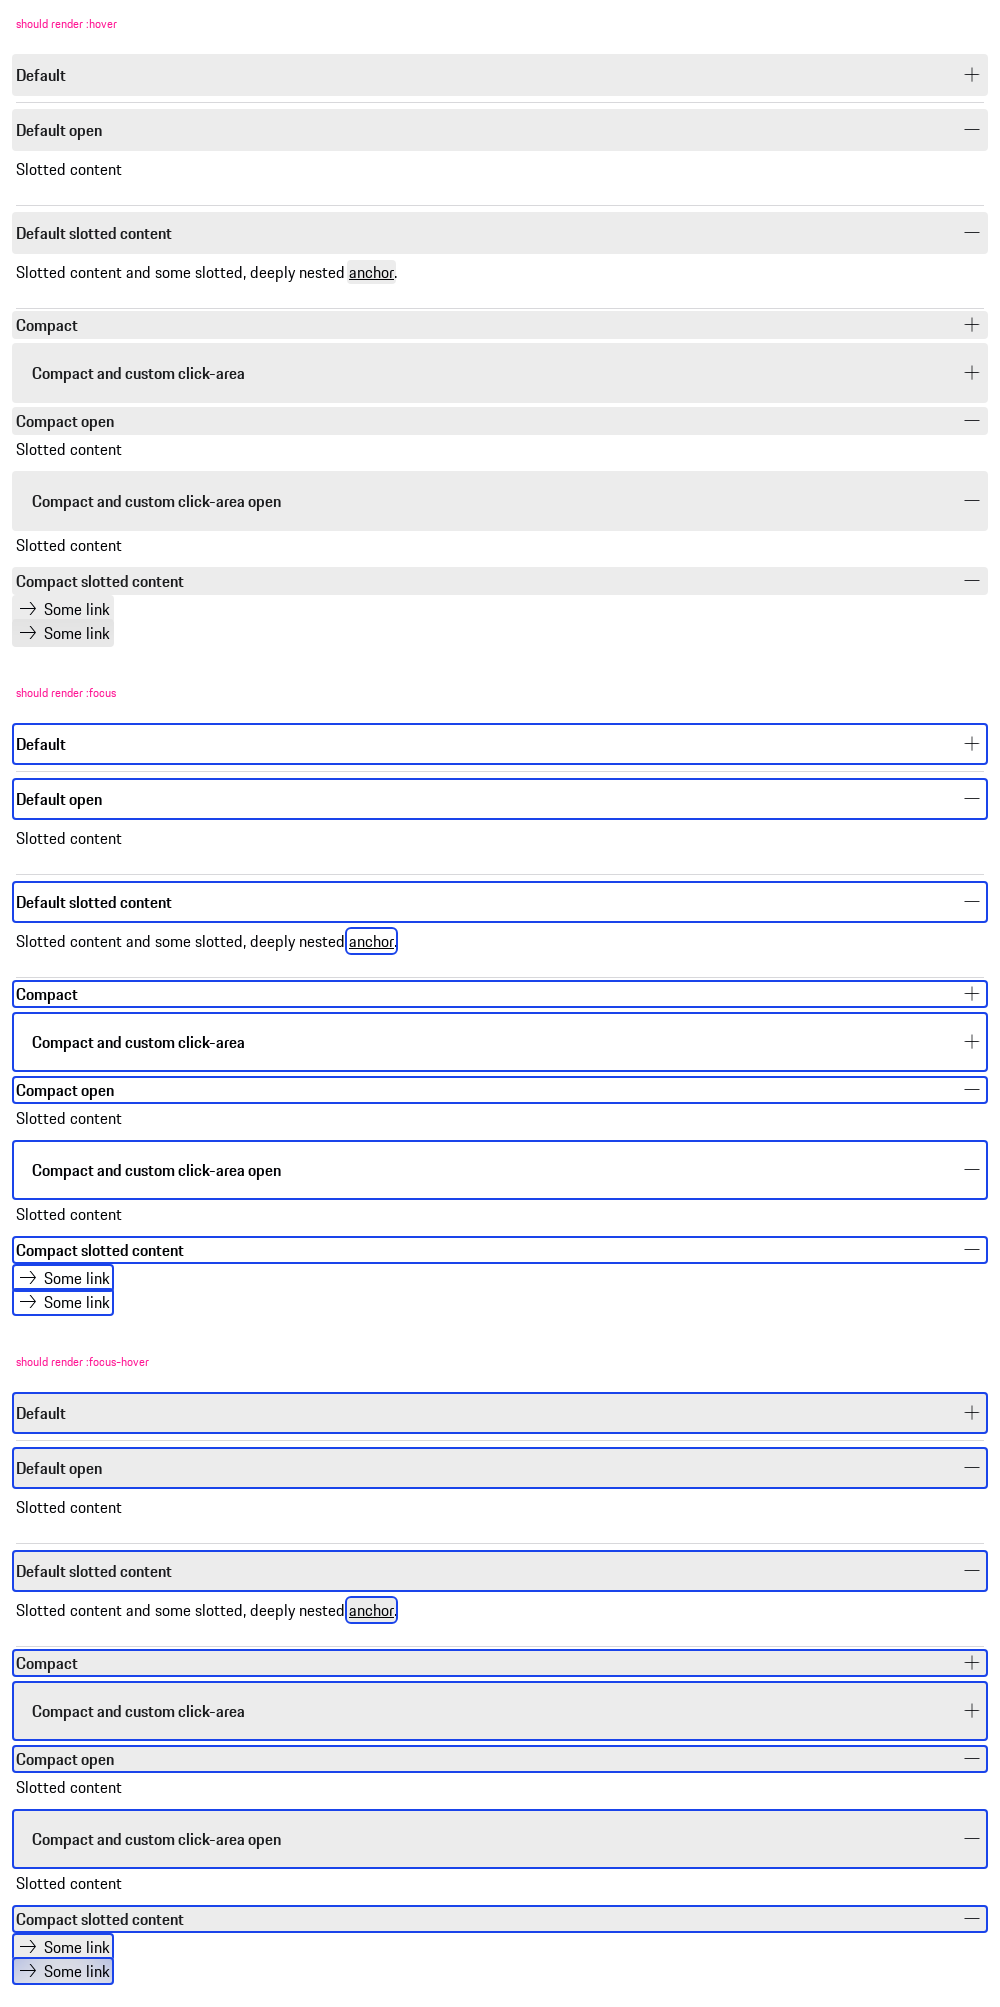 should render :hover
Default
Default open
Slotted content
Default slotted content
Slotted content and some slotted, deeply nested anchor.
Compact
Compact and custom click-area
Compact open
Slotted content
Compact and custom click-area open
Slotted content
Compact slotted content
Some link
Some link
should render :focus
Default
Default open
Slotted content
Default slotted content
Slotted content and some slotted, deeply nested anchor.
Compact
Compact and custom click-area
Compact open
Slotted content
Compact and custom click-area open
Slotted content
Compact slotted content
Some link
Some link
should render :focus-hover
Default
Default open
Slotted content
Default slotted content
Slotted content and some slotted, deeply nested anchor.
Compact
Compact and custom click-area
Compact open
Slotted content
Compact and custom click-area open
Slotted content
Compact slotted content
Some link
Some link